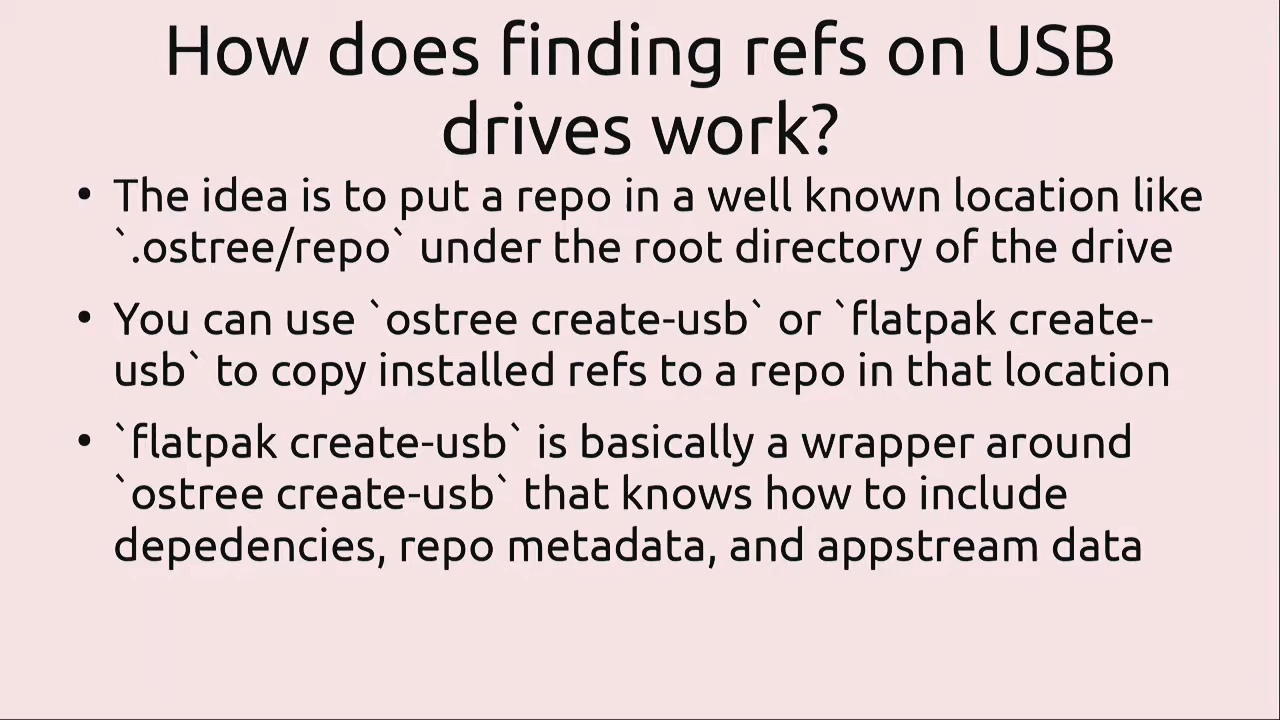 How does finding refs on USB
drives work?
• The idea is to put a repo in a well known location like
`.ostree/repo` under the root directory of the drive
• You can use `ostree create-usb` or `flatpak create-
usb` to copy installed refs to a repo in that location
• `flatpak create-usb` is basically a wrapper around
`ostree create-usb` that knows how to include
depedencies, repo metadata, and appstream data